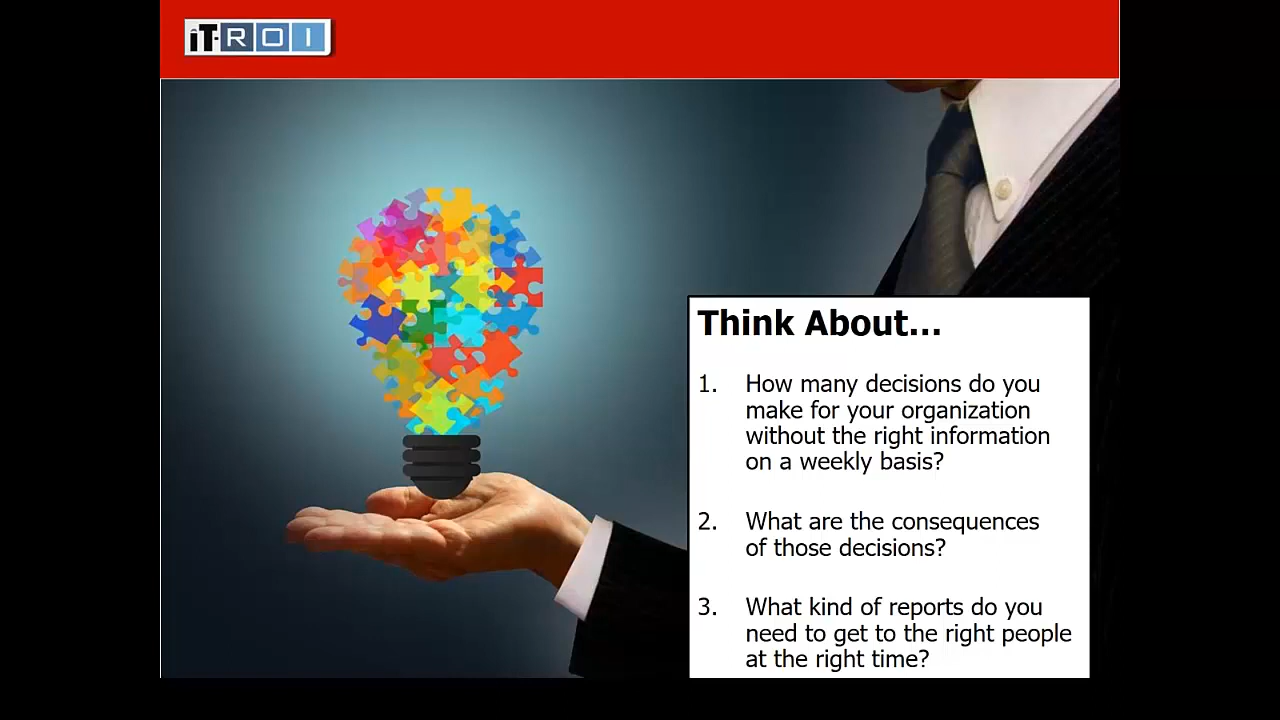 iT-ROI
Think About...
1. How many decisions do you
make for your organization
without the right information
on a weekly basis?
2. What are the consequences
of those decisions?
3. What kind of reports do you
need to get to the right people
at the right time?